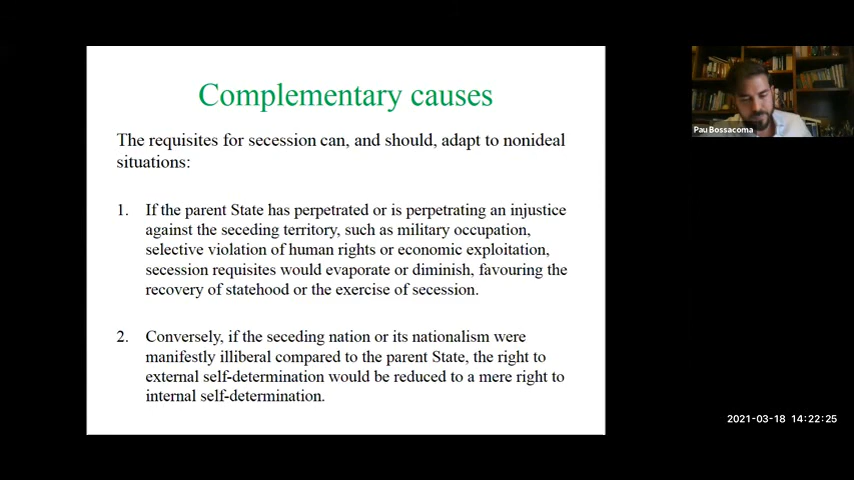 Complementary causes
The requisites for secession can, and should, adapt to nonideal
situations:
1. If the parent State has perpetrated or is perpetrating an injustice
against the seceding territory, such as military occupation,
selective violation of human rights or economic exploitation,
secession requisites would evaporate or diminish, favouring the
recovery of statehood or the exercise of secession.
2. Conversely, if the seceding nation or its nationalism were
manifestly illiberal compared to the parent State, the right to
external self-determination would be reduced to a mere right to
internal self-determination.
Pau Bossacoma
2021-03-18 14:22:25